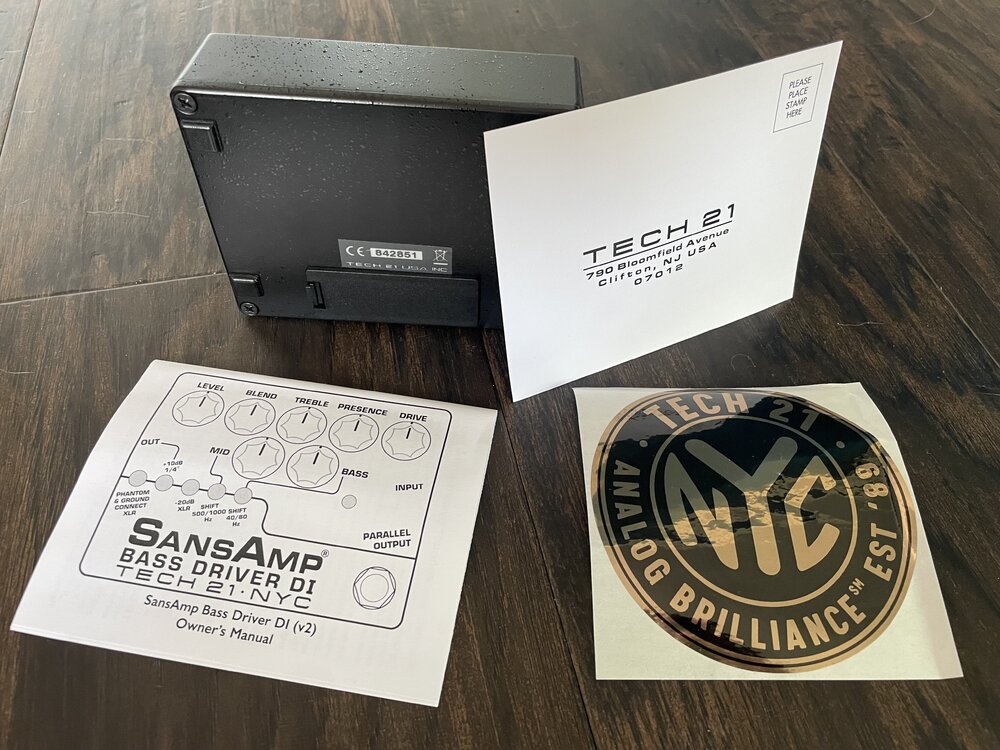 CE 842851
TECH 21 USA INC
PLEASE
PLACE
STAMP
HERE
TECH 21
790 Bloomfield Avenue
Clifton, NJ USA
07012
LEVEL
BLEND
TREBLE
PRESENCE
DRIVE
OUT
+10dB
1/4"
MID
BASS
INPUT
PHANTOM
& GROUND
CONNECT
XLR
-20dB
XLR
SHIFT
500/1000
Hz
SHIFT
40/80
Hz
PARALLEL
OUTPUT
SANSAMP®
BASS DRIVER DI
TECH 21·NYC
SansAmp Bass Driver DI (v2)
Owner's Manual
TECH 21
NYC
· ANALOG BRILLIANCE℠ EST '89 ·